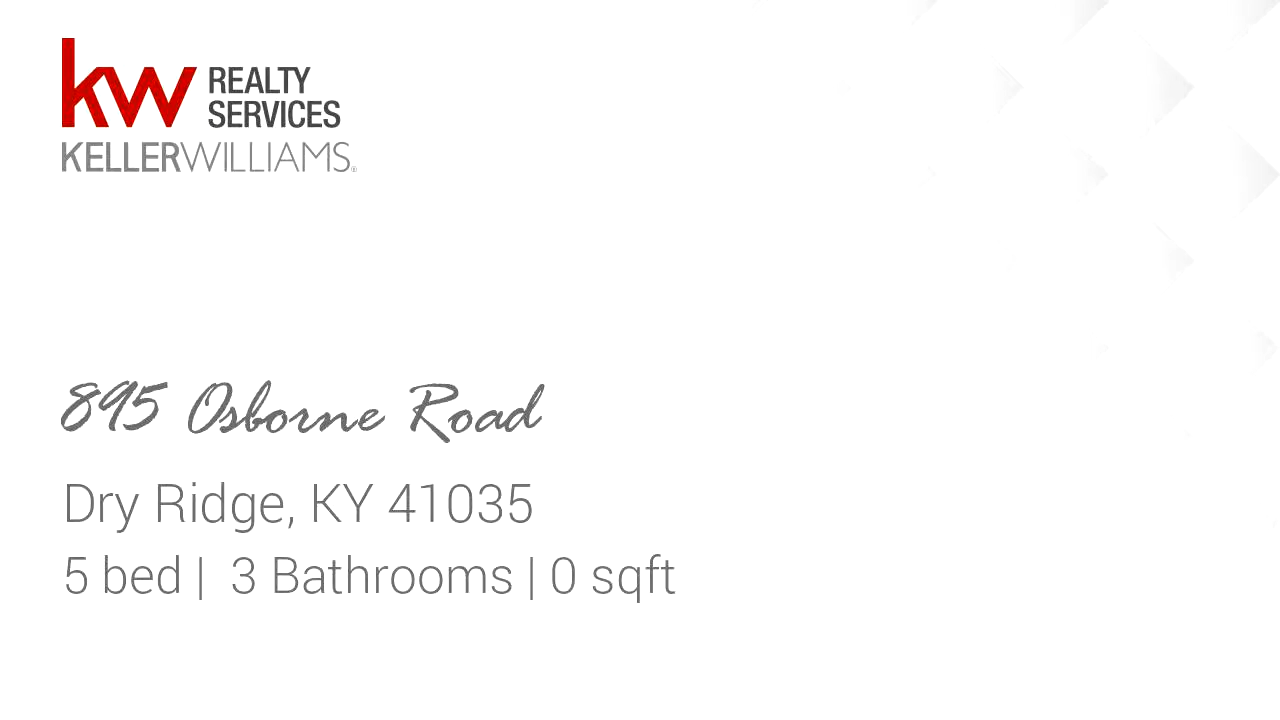 kw REALTY
SERVICES
KELLERWILLIAMS®
895 Osborne Road
Dry Ridge, KY 41035
5 bed |  3 Bathrooms | 0 sqft